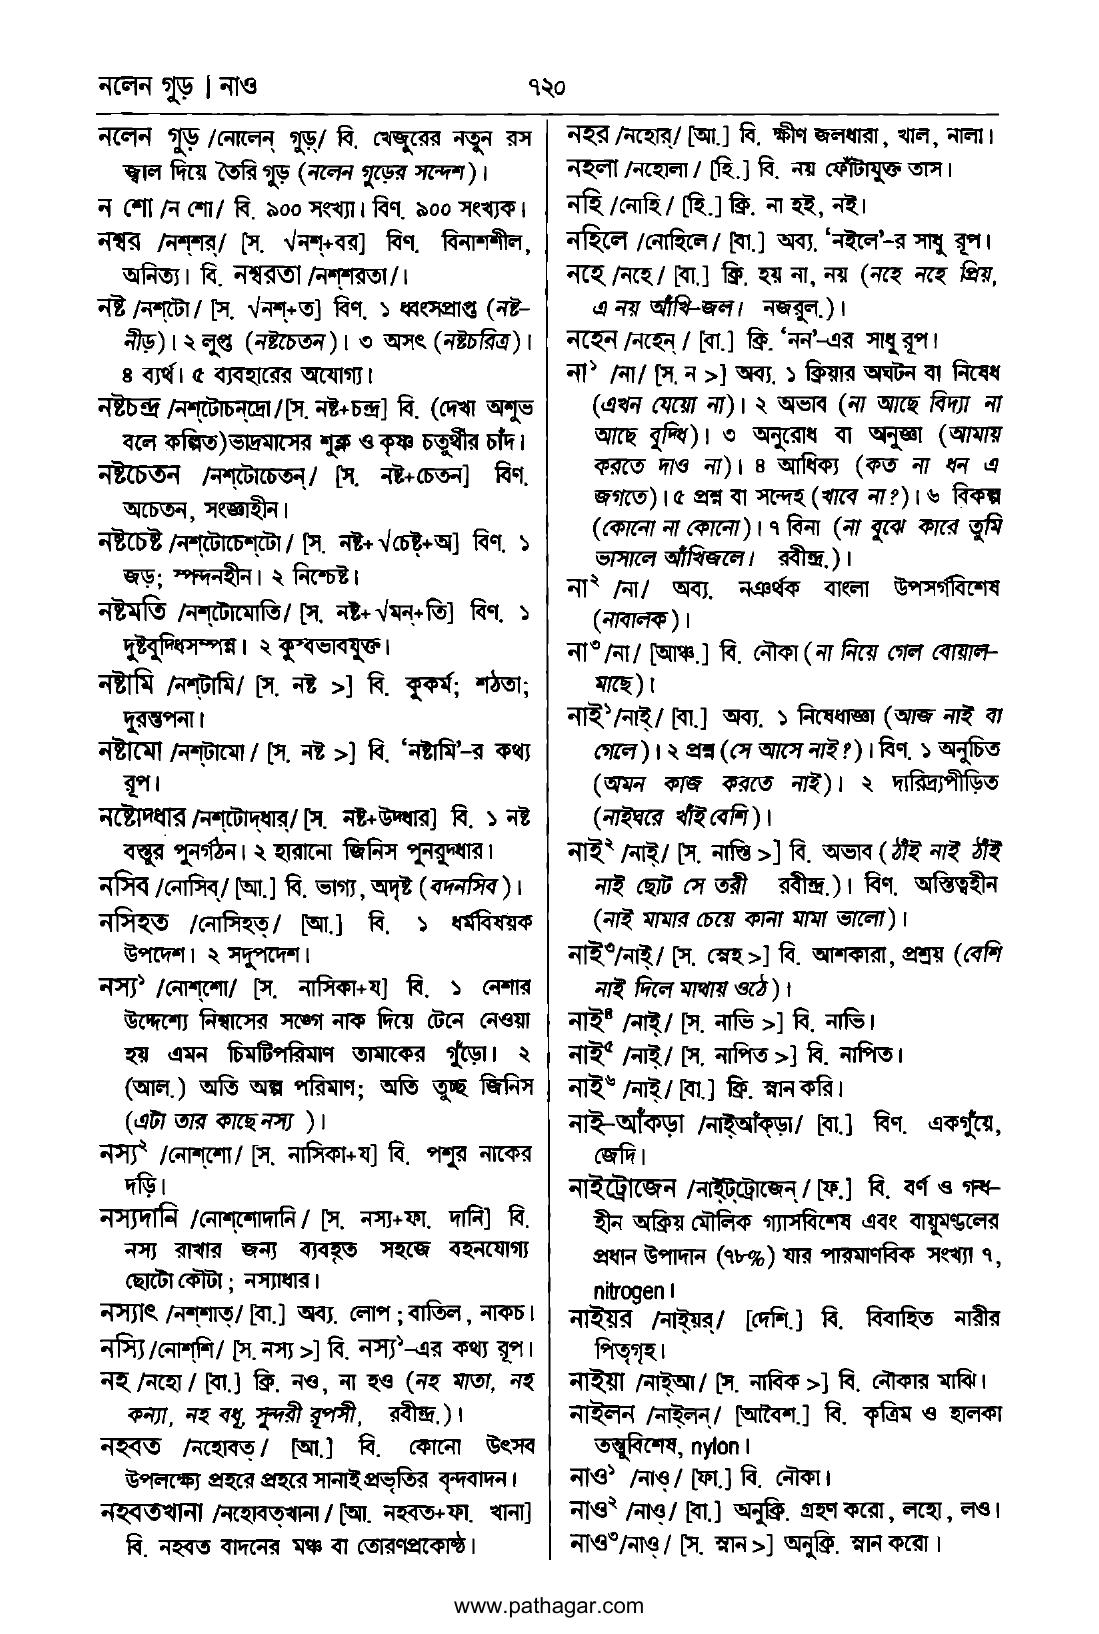 নলেন গুড় | নাও
৭২০
নলেন গুড় /নোলেন্ গুড়্/ বি. খেজুরের নতুন রস
জ্বাল দিয়ে তৈরি গুড় (নলেন গুড়ের সন্দেশ)।
ন শো /ন শো/ বি. ৯০০ সংখ্যা। বিণ. ৯০০ সংখ্যক।
নশ্বর /নশ্‌শর্/ [স. √নশ্+বর] বিণ. বিনাশশীল,
অনিত্য। বি. নশ্বরতা /নশ্‌শরতা/।
নষ্ট /নশ্‌টো/ [স. √নশ্+ত] বিণ. ১ ধ্বংসপ্রাপ্ত (নষ্ট-
নীড়)। ২ লুপ্ত (নষ্টচেতন)। ৩ অসৎ (নষ্টচরিত্র)।
৪ ব্যর্থ। ৫ ব্যবহারের অযোগ্য।
নষ্টচন্দ্র /নশ্‌টোচন্‌দ্রো/ [স. নষ্ট+চন্দ্র] বি. (দেখা অশুভ
বলে কল্পিত)ভাদ্রমাসের শুক্ল ও কৃষ্ণ চতুর্থীর চাঁদ।
নষ্টচেতন /নশ্‌টোচেতন্/ [স. নষ্ট+চেতন] বিণ.
অচেতন, সংজ্ঞাহীন।
নষ্টচেষ্ট /নশ্‌টোচেশ্‌টো/ [স. নষ্ট+√চেষ্ট্+অ] বিণ. ১
জড়; স্পন্দনহীন। ২ নিশ্চেষ্ট।
নষ্টমতি /নশ্‌টোমোতি/ [স. নষ্ট+√মন্+তি] বিণ. ১
দুষ্টবুদ্ধিসম্পন্ন। ২ কুস্বভাবযুক্ত।
নষ্টামি /নশ্‌টামি/ [স. নষ্ট >] বি. কুকর্ম; শঠতা;
দুরন্তপনা।
নষ্টামো /নশ্‌টামো/ [স. নষ্ট >] বি. ‘নষ্টামি’-র কথ্য
রূপ।
নষ্টোদ্ধার /নশ্‌টোদ্‌ধার্/ [স. নষ্ট+উদ্ধার] বি. ১ নষ্ট
বস্তুর পুনর্গঠন। ২ হারানো জিনিস পুনরুদ্ধার।
নসিব /নোসিব্/ [আ.] বি. ভাগ্য, অদৃষ্ট (বদনসিব)।
নসিহত /নোসিহত্/ [আ.] বি. ১ ধর্মবিষয়ক
উপদেশ। ২ সদুপদেশ।
নস্য¹ /নোশ্‌শো/ [স. নাসিকা+য] বি. ১ নেশার
উদ্দেশ্যে নিশ্বাসের সঙ্গে নাক দিয়ে টেনে নেওয়া
হয় এমন চিমটিপরিমাণ তামাকের গুঁড়ো। ২
(আল.) অতি অল্প পরিমাণ; অতি তুচ্ছ জিনিস
(এটা তার কাছে নস্য )।
নস্য² /নোশ্‌শো/ [স. নাসিকা+য] বি. পশুর নাকের
দড়ি।
নস্যদানি /নোশ্‌শোদানি/ [স. নস্য+ফা. দানি] বি.
নস্য রাখার জন্য ব্যবহৃত সহজে বহনযোগ্য
ছোটো কৌটা; নস্যাধার।
নস্যাৎ /নশ্‌শাত্/ [বা.] অব্য. লোপ; বাতিল, নাকচ।
নস্যি /নোশ্‌শি/ [স. নস্য >] বি. নস্য¹-এর কথ্য রূপ।
নহ /নহো/ [বা.] ক্রি. নও, না হও (নহ মাতা, নহ
কন্যা, নহ বধূ, সুন্দরী রূপসী, রবীন্দ্র.)।
নহবত /নহোবত্/ [আ.] বি. কোনো উৎসব
উপলক্ষ্যে প্রহরে প্রহরে সানাই প্রভৃতির বৃন্দবাদন।
নহবতখানা /নহোবত্‌খানা/ [আ. নহবত+ফা. খানা]
বি. নহবত বাদনের মঞ্চ বা তোরণপ্রকোষ্ঠ।
নহর /নহোর্/ [আ.] বি. ক্ষীণ জলধারা, খাল, নালা।
নহলা /নহোলা/ [হি.] বি. নয় ফোঁটাযুক্ত তাস।
নহি /নোহি/ [হি.] ক্রি. না হই, নই।
নহিলে /নোহিলে/ [বা.] অব্য. ‘নইলে’-র সাধু রূপ।
নহে /নহে/ [বা.] ক্রি. হয় না, নয় (নহে নহে প্রিয়,
এ নয় আঁখি-জল। নজরুল.)।
নহেন /নহেন্/ [বা.] ক্রি. ‘নন’-এর সাধু রূপ।
না¹ /না/ [স. ন >] অব্য. ১ ক্রিয়ার অঘটন বা নিষেধ
(এখন যেয়ো না)। ২ অভাব (না আছে বিদ্যা না
আছে বুদ্ধি)। ৩ অনুরোধ বা অনুজ্ঞা (আমায়
করতে দাও না)। ৪ আধিক্য (কত না ধন এ
জগতে)। ৫ প্রশ্ন বা সন্দেহ (খাবে না?)। ৬ বিকল্প
(কোনো না কোনো)। ৭ বিনা (না বুঝে কারে তুমি
ভাসালে আঁখিজলে। রবীন্দ্র.)।
না² /না/ অব্য. নঞর্থক বাংলা উপসর্গবিশেষ
(নাবালক)।
না³ /না/ [আঞ্চ.] বি. নৌকা (না নিয়ে গেল বোয়াল-
মাছে)।
নাই¹ /নাই্/ [বা.] অব্য. ১ নিষেধাজ্ঞা (আজ নাই বা
গেলে)। ২ প্রশ্ন (সে আসে নাই?)। বিণ. ১ অনুচিত
(অমন কাজ করতে নাই)। ২ দারিদ্র্যপীড়িত
(নাইঘরে খাঁই বেশি)।
নাই² /নাই্/ [স. নাস্তি >] বি. অভাব (ঠাঁই নাই ঠাঁই
নাই ছোট সে তরী রবীন্দ্র.)। বিণ. অস্তিত্বহীন
(নাই মামার চেয়ে কানা মামা ভালো)।
নাই³ /নাই্/ [স. স্নেহ >] বি. আশকারা, প্রশ্রয় (বেশি
নাই দিলে মাথায় ওঠে)।
নাই⁴ /নাই্/ [স. নাভি >] বি. নাভি।
নাই⁵ /নাই্/ [স. নাপিত >] বি. নাপিত।
নাই⁶ /নাই্/ [বা.] ক্রি. স্নান করি।
নাই-আঁকড়া /নাই্‌আঁক্‌ড়া/ [বা.] বিণ. একগুঁয়ে,
জেদি।
নাইট্রোজেন /নাই্‌ট্‌ট্রোজেন্/ [ফ.] বি. বর্ণ ও গন্ধ-
হীন অক্রিয় মৌলিক গ্যাসবিশেষ এবং বায়ুমণ্ডলের
প্রধান উপাদান (৭৮%) যার পারমাণবিক সংখ্যা ৭,
nitrogen।
নাইয়র /নাই্‌য়র্/ [দেশি.] বি. বিবাহিত নারীর
পিতৃগৃহ।
নাইয়া /নাই্‌আ/ [স. নাবিক >] বি. নৌকার মাঝি।
নাইলন /নাই্‌লন্/ [আবৈশ.] বি. কৃত্রিম ও হালকা
তন্তুবিশেষ, nylon।
নাও¹ /নাও্/ [ফা.] বি. নৌকা।
নাও² /নাও্/ [বা.] অনুক্রি. গ্রহণ করো, লহো, লও।
নাও³ /নাও্/ [স. স্নান >] অনুক্রি. স্নান করো।
www.pathagar.com